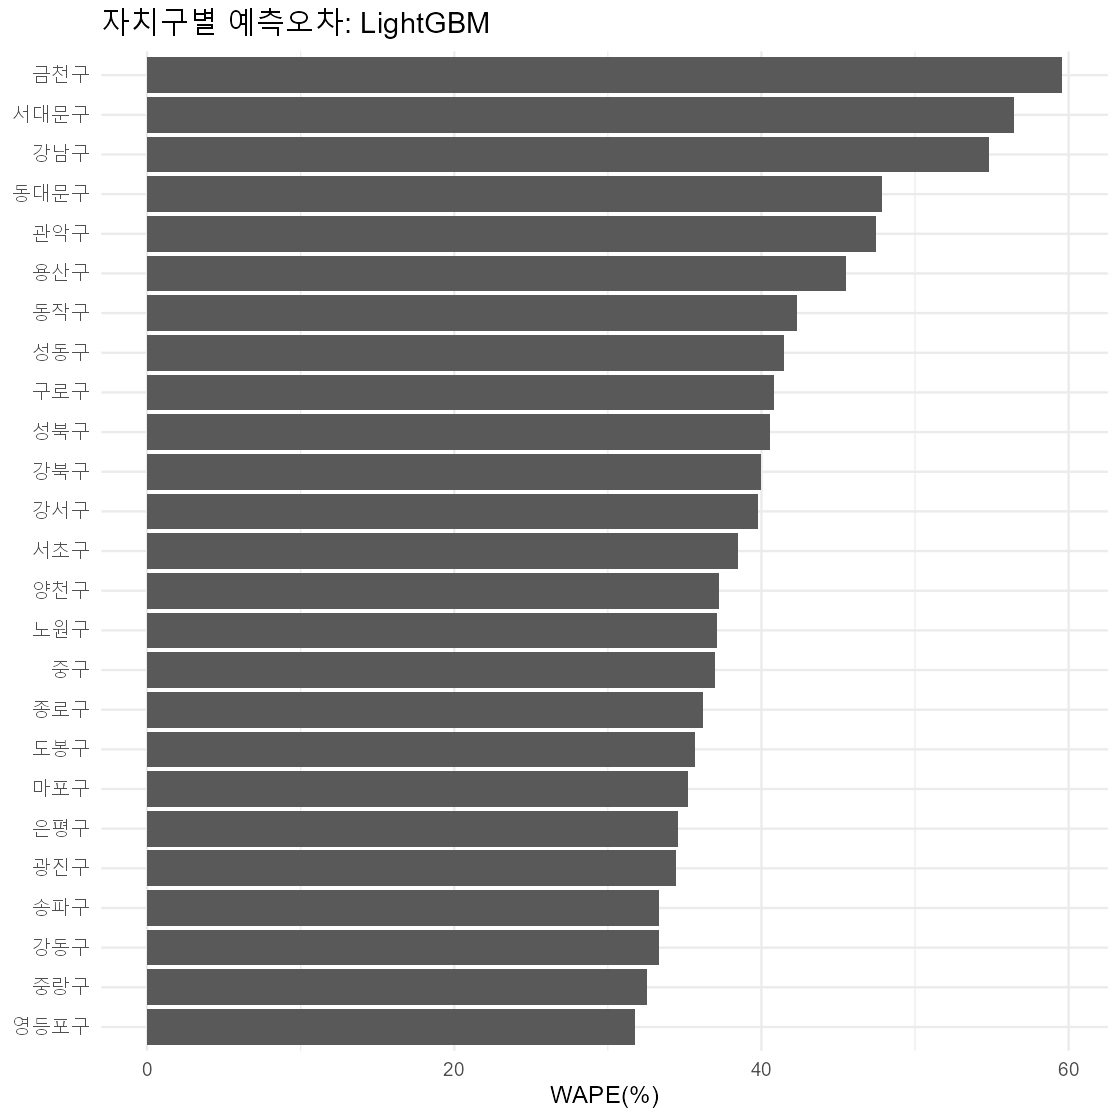 자치구별 예측오차: LightGBM
금천구
서대문구
강남구
동대문구
관악구
용산구
동작구
성동구
구로구
성북구
강북구
강서구
서초구
양천구
노원구
중구
종로구
도봉구
마포구
은평구
광진구
송파구
강동구
중랑구
영등포구
0 20 40 60
WAPE(%)